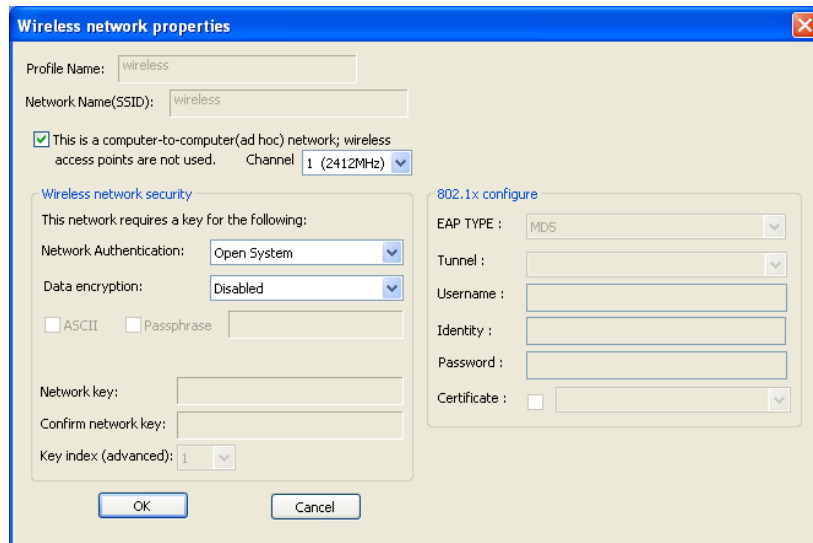 Wireless network properties
Profile Name: wireless
Network Name(SSID): wireless
This is a computer-to-computer(ad hoc) network; wireless
access points are not used. Channel 1 (2412MHz)
Wireless network security
This network requires a key for the following:
Network Authentication: Open System
Data encryption: Disabled
ASCII Passphrase
Network key:
Confirm network key:
Key index (advanced): 1
802.1x configure
EAP TYPE : MD5
Tunnel :
Username :
Identity :
Password :
Certificate :
OK Cancel